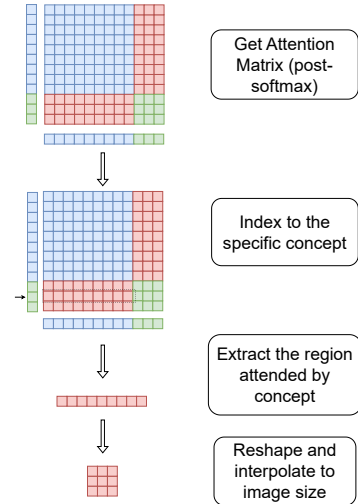 Get Attention
Matrix (post-
softmax)
Index to the
specific concept
Extract the region
attended by
concept
Reshape and
interpolate to
image size